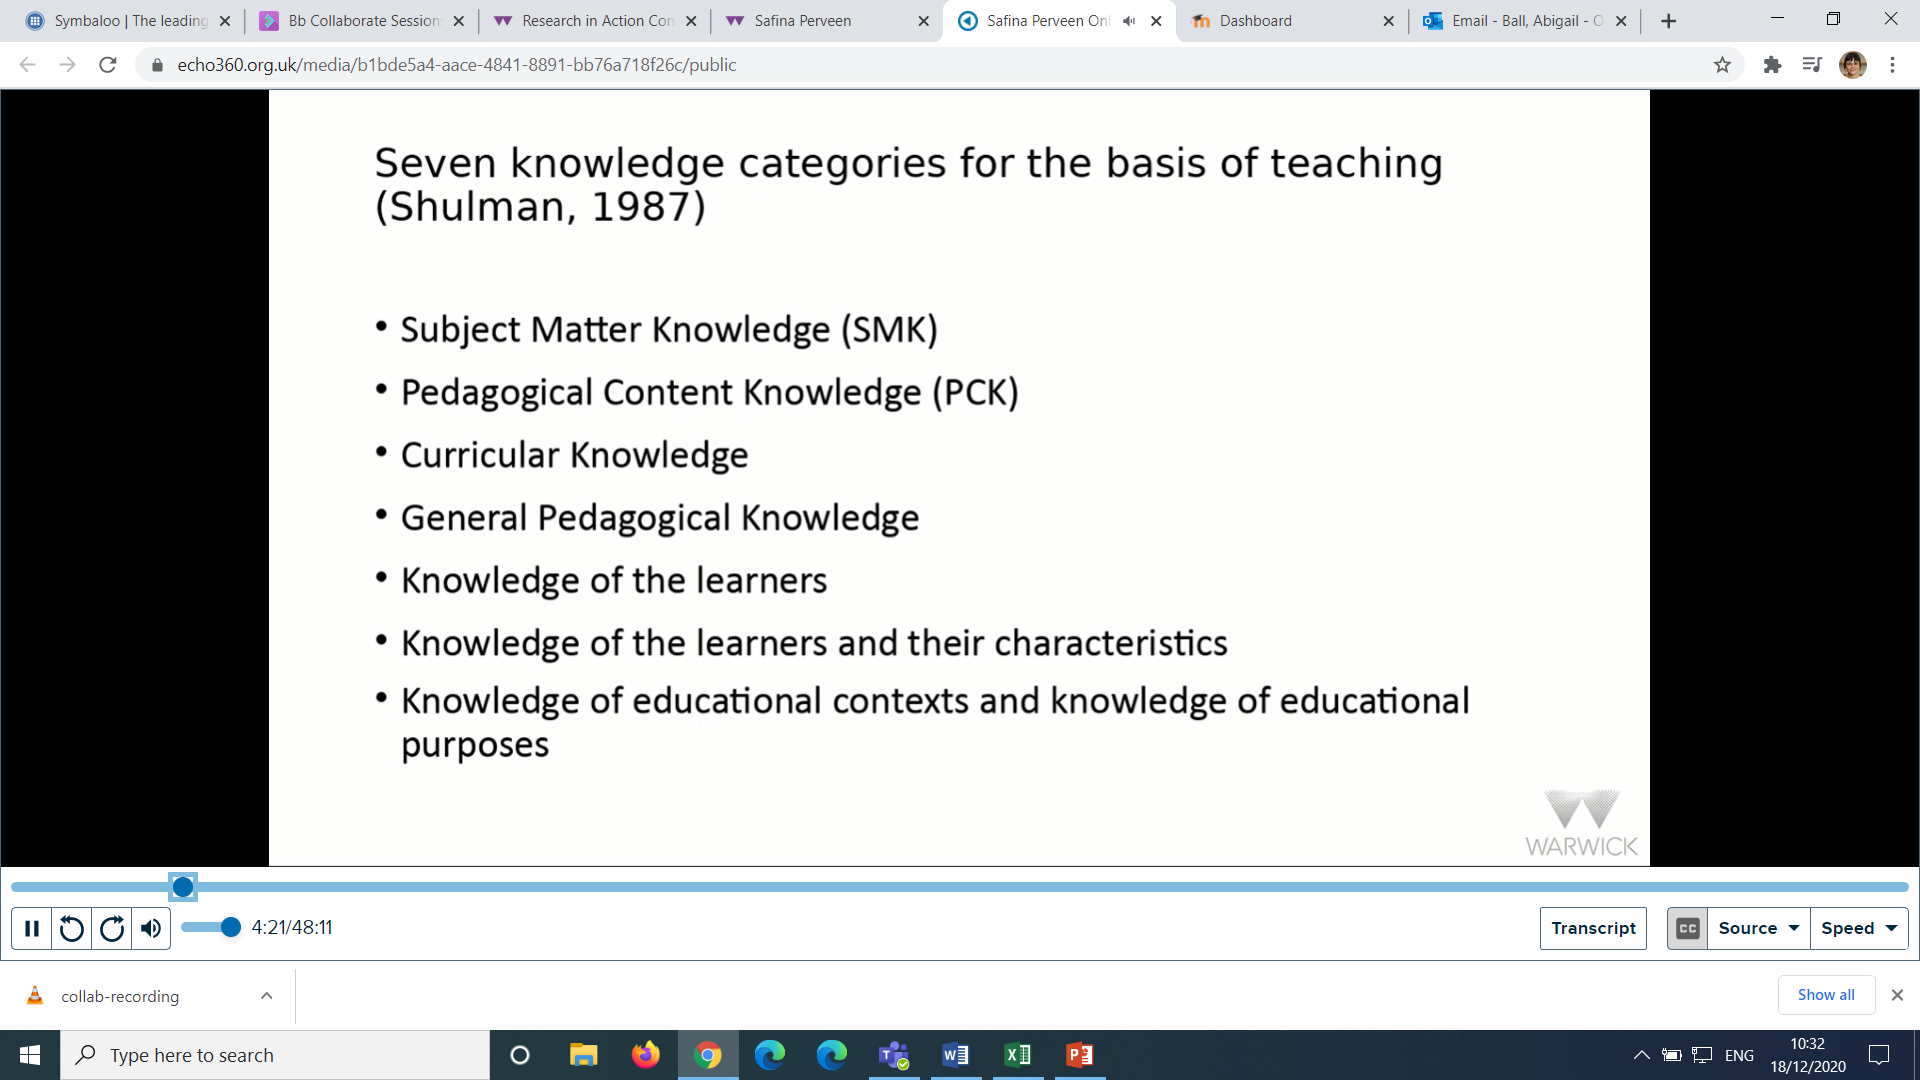 Symbaloo | The leading
Bb Collaborate Session
Research in Action Con
Safina Perveen
Safina Perveen Onl
Dashboard
Email - Ball, Abigail - O
echo360.org.uk/media/b1bde5a4-aace-4841-8891-bb76a718f26c/public
Seven knowledge categories for the basis of teaching
(Shulman, 1987)
• Subject Matter Knowledge (SMK)
• Pedagogical Content Knowledge (PCK)
• Curricular Knowledge
• General Pedagogical Knowledge
• Knowledge of the learners
• Knowledge of the learners and their characteristics
• Knowledge of educational contexts and knowledge of educational
purposes
WARWICK
4:21/48:11
Transcript
CC
Source
Speed
collab-recording
Show all
Type here to search
ENG
10:32
18/12/2020